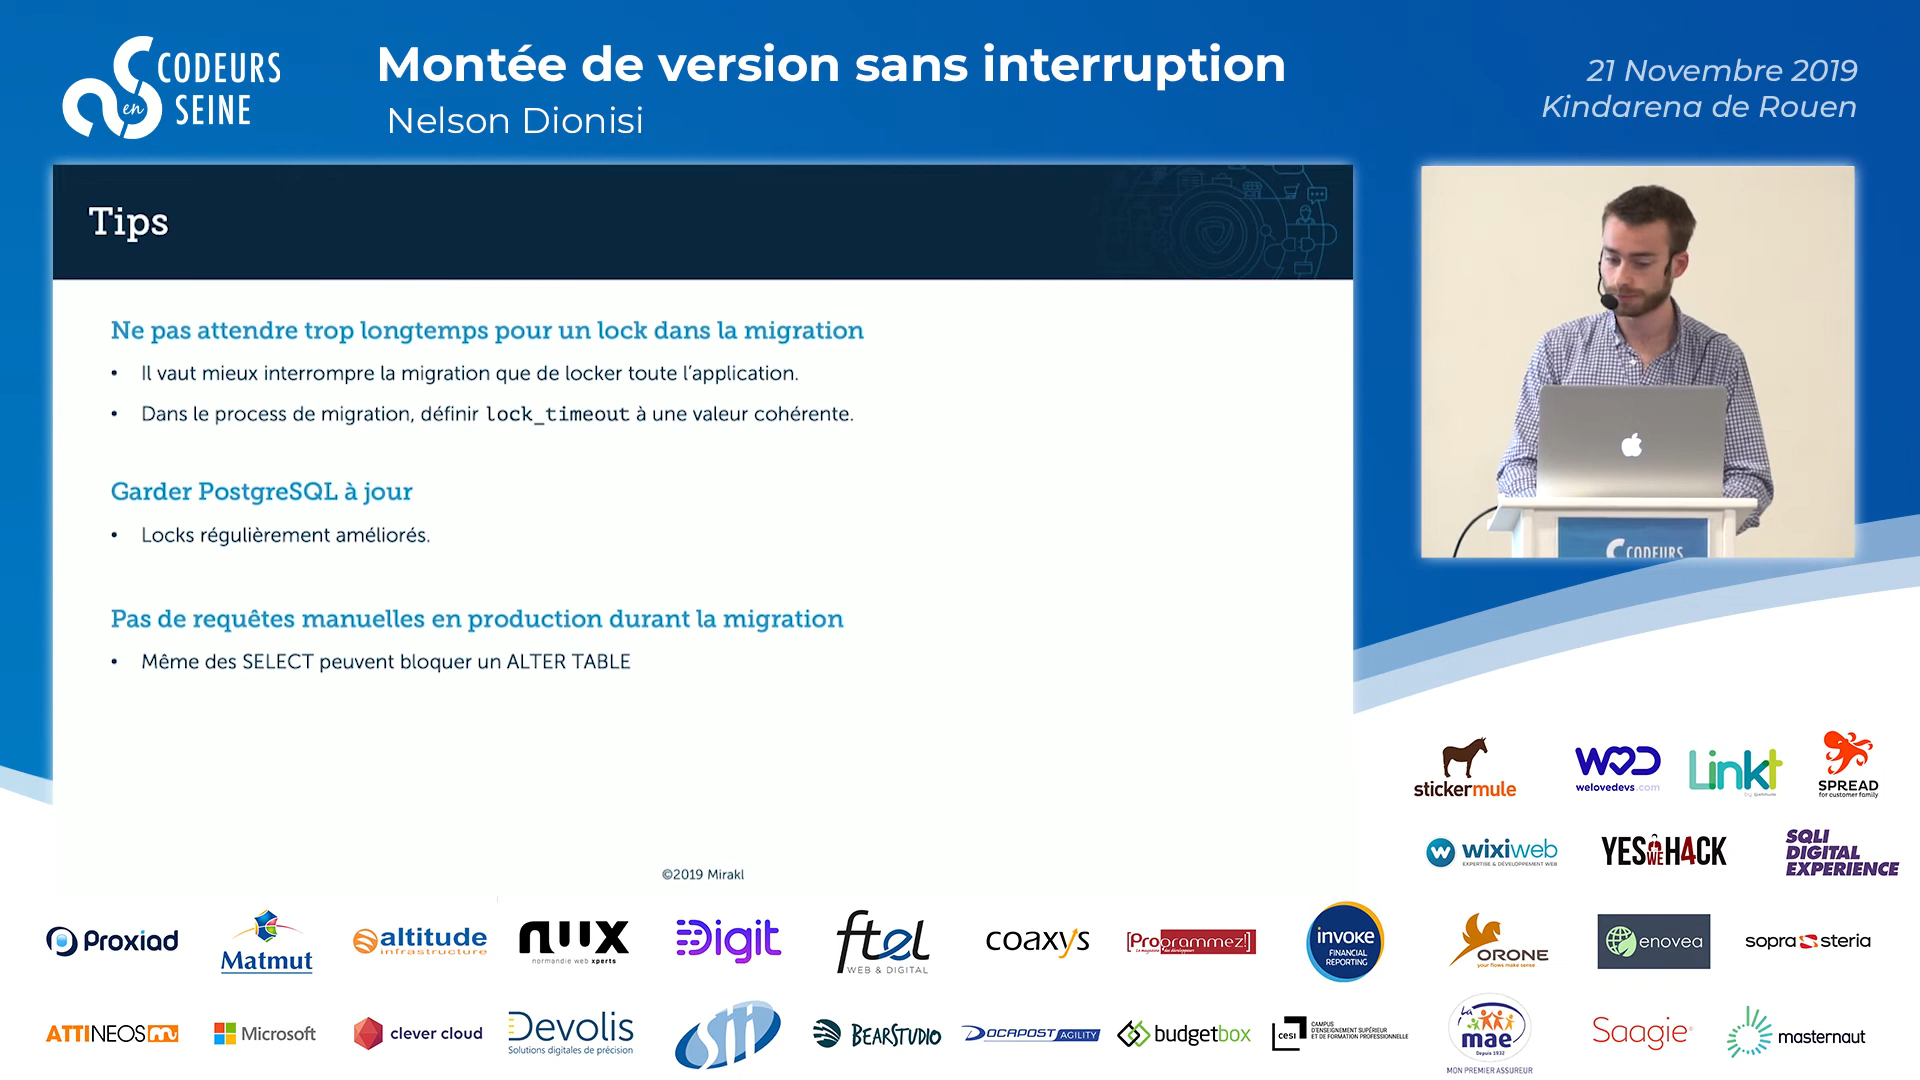 CODEURS
en
SEINE
Montée de version sans interruption
Nelson Dionisi
21 Novembre 2019
Kindarena de Rouen
Tips
Ne pas attendre trop longtemps pour un lock dans la migration
• Il vaut mieux interrompre la migration que de locker toute l'application.
• Dans le process de migration, définir lock_timeout à une valeur cohérente.
Garder PostgreSQL à jour
• Locks régulièrement améliorés.
Pas de requêtes manuelles en production durant la migration
• Même des SELECT peuvent bloquer un ALTER TABLE
©2019 Mirakl
CODEURS
stickermule
WD
welovedevs.com
Linkt
SPREAD
for customer family
w wixiweb
EXPERTISE & DÉVELOPPEMENT WEB
YES WE H4CK
SQLI
DIGITAL
EXPERIENCE
Proxiad
Matmut
altitude
infrastructure
nwx
normandie web xperts
Digit
ftel
WEB & DIGITAL
coaxys
[Programmez!]
invoke
FINANCIAL
REPORTING
ORONE
your flows make sense
enovea
sopra steria
ATTINEOS
Microsoft
clever cloud
Devolis
Solutions digitales de précision
sii
BEARSTUDIO
DOCAPOST AGILITY
budgetbox
cesi
CAMPUS
D'ENSEIGNEMENT SUPÉRIEUR
ET DE FORMATION PROFESSIONNELLE
La
mae
Depuis 1932
MON PREMIER ASSUREUR
Saagie
masternaut